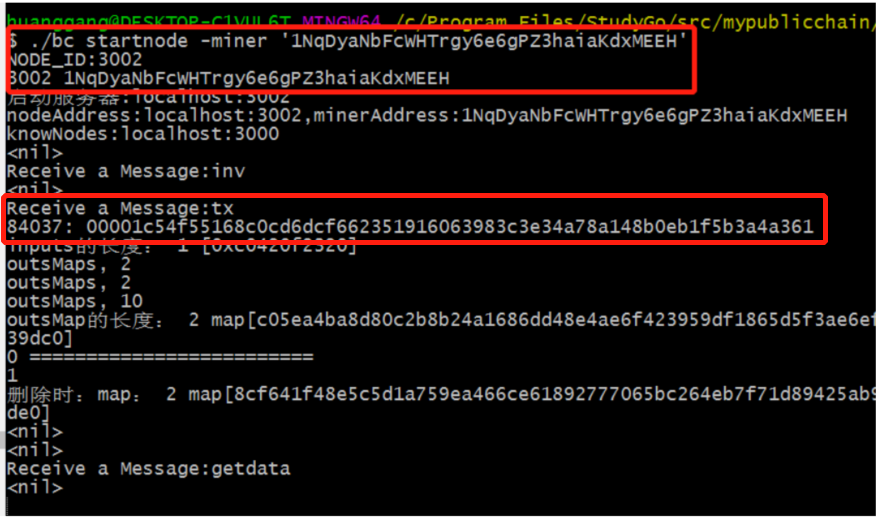 huanggang@DESKTOP-C1VUL6T MINGW64 /c/Program Files/StudyGo/src/mypublicchain/
$ ./bc startnode -miner '1NqDyaNbFcWHTrgy6e6gPZ3haiaKdxMEEH'
NODE_ID:3002
3002 1NqDyaNbFcWHTrgy6e6gPZ3haiaKdxMEEH
启动服务器:localhost:3002
nodeAddress:localhost:3002,minerAddress:1NqDyaNbFcWHTrgy6e6gPZ3haiaKdxMEEH
knowNodes:localhost:3000
<nil>
Receive a Message:inv
<nil>
Receive a Message:tx
84037: 00001c54f55168c0cd6dcf662351916063983c3e34a78a148b0eb1f5b3a4a361
inputs的长度： 1 [0xc0420f2320]
outsMaps, 2
outsMaps, 2
outsMaps, 10
outsMap的长度： 2 map[c05ea4ba8d80c2b8b24a1686dd48e4ae6f423959df1865d5f3ae6ef
39dc0]
0 =========================
1
删除时：map： 2 map[8cf641f48e5c5d1a759ea466ce61892777065bc264eb7f71d89425ab9
de0]
<nil>
<nil>
Receive a Message:getdata
<nil>